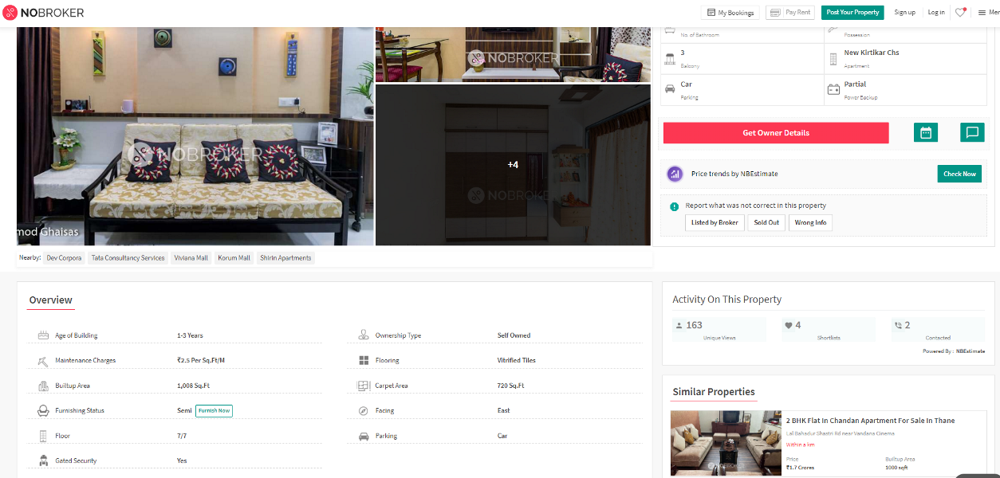 NOBROKER
My Bookings
Pay Rent
Post Your Property
Sign up
Log in
NOBROKER
NOBROKER
+4
NOBROKER
mod Ghaisas
No. of Bathroom
Possession
3
Balcony
New Kirtikar Chs
Apartment
Car
Parking
Partial
Power Backup
Get Owner Details
Price trends by NBEstimate
Check Now
Report what was not correct in this property
Listed by Broker
Sold Out
Wrong Info
Nearby: Dev Corpora Tata Consultancy Services Viviana Mall Korum Mall Shirin Apartments
Overview
Age of Building 1-3 Years
Ownership Type Self Owned
Maintenance Charges ₹2.5 Per Sq.Ft/M
Flooring Vitrified Tiles
Builtup Area 1,008 Sq.Ft
Carpet Area 720 Sq.Ft
Furnishing Status Semi Furnish Now
Facing East
Floor 7/7
Parking Car
Gated Security Yes
Activity On This Property
163
Unique Views
4
Shortlists
2
Contacted
Powered By : NBEstimate
Similar Properties
2 BHK Flat In Chandan Apartment For Sale In Thane
Lal Bahadur Shastri Rd near Vandana Cinema
Within a km
Price
₹1.7 Crores
Builtup Area
1000 sqft
NOBROKER